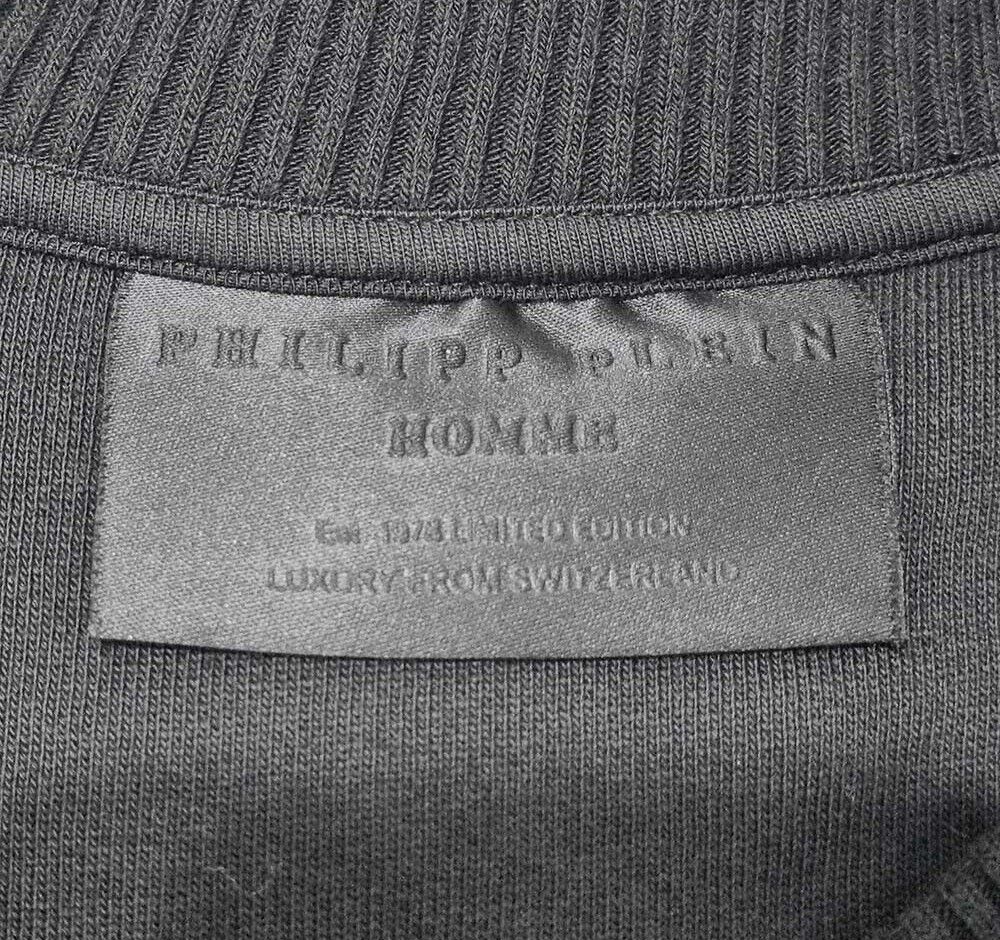 PHILIPP PLEIN
HOMME
Est. 1978 LIMITED EDITION
LUXURY FROM SWITZERLAND